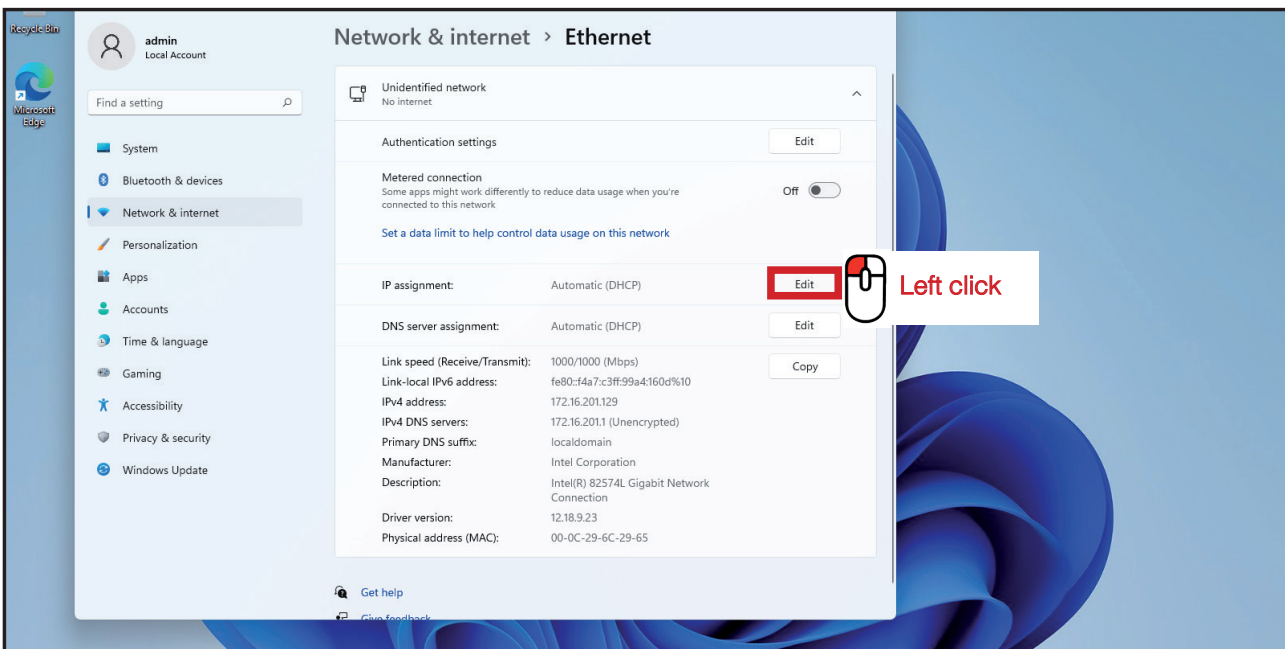 Recycle Bin
Microsoft
Edge
admin
Local Account
Find a setting
System
Bluetooth & devices
Network & internet
Personalization
Apps
Accounts
Time & language
Gaming
Accessibility
Privacy & security
Windows Update
Network & internet > Ethernet
Unidentified network
No internet
Authentication settings Edit
Metered connection
Some apps might work differently to reduce data usage when you're
connected to this network
Off
Set a data limit to help control data usage on this network
IP assignment: Automatic (DHCP) Edit
Left click
DNS server assignment: Automatic (DHCP) Edit
Link speed (Receive/Transmit): 1000/1000 (Mbps) Copy
Link-local IPv6 address: fe80::f4a7:c3ff:99a4:160d%10
IPv4 address: 172.16.201.129
IPv4 DNS servers: 172.16.201.1 (Unencrypted)
Primary DNS suffix: localdomain
Manufacturer: Intel Corporation
Description: Intel(R) 82574L Gigabit Network
Connection
Driver version: 12.18.9.23
Physical address (MAC): 00-0C-29-6C-29-65
Get help
Give feedback